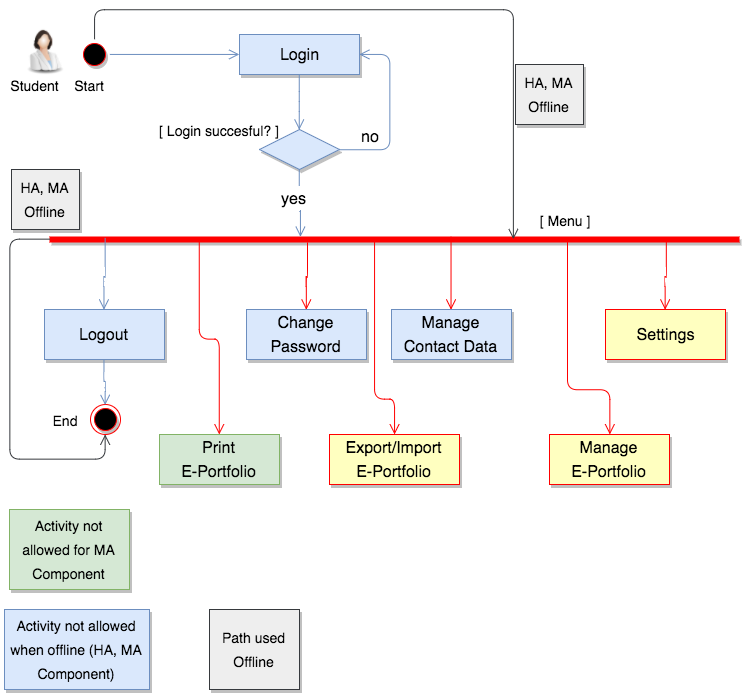 Login
Student
Start
HA, MA
Offline
[ Login succesful? ]
no
yes
HA, MA
Offline
[ Menu ]
Logout
Change
Password
Manage
Contact Data
Settings
End
Print
E-Portfolio
Export/Import
E-Portfolio
Manage
E-Portfolio
Activity not
allowed for MA
Component
Activity not allowed
when offline (HA, MA
Component)
Path used
Offline